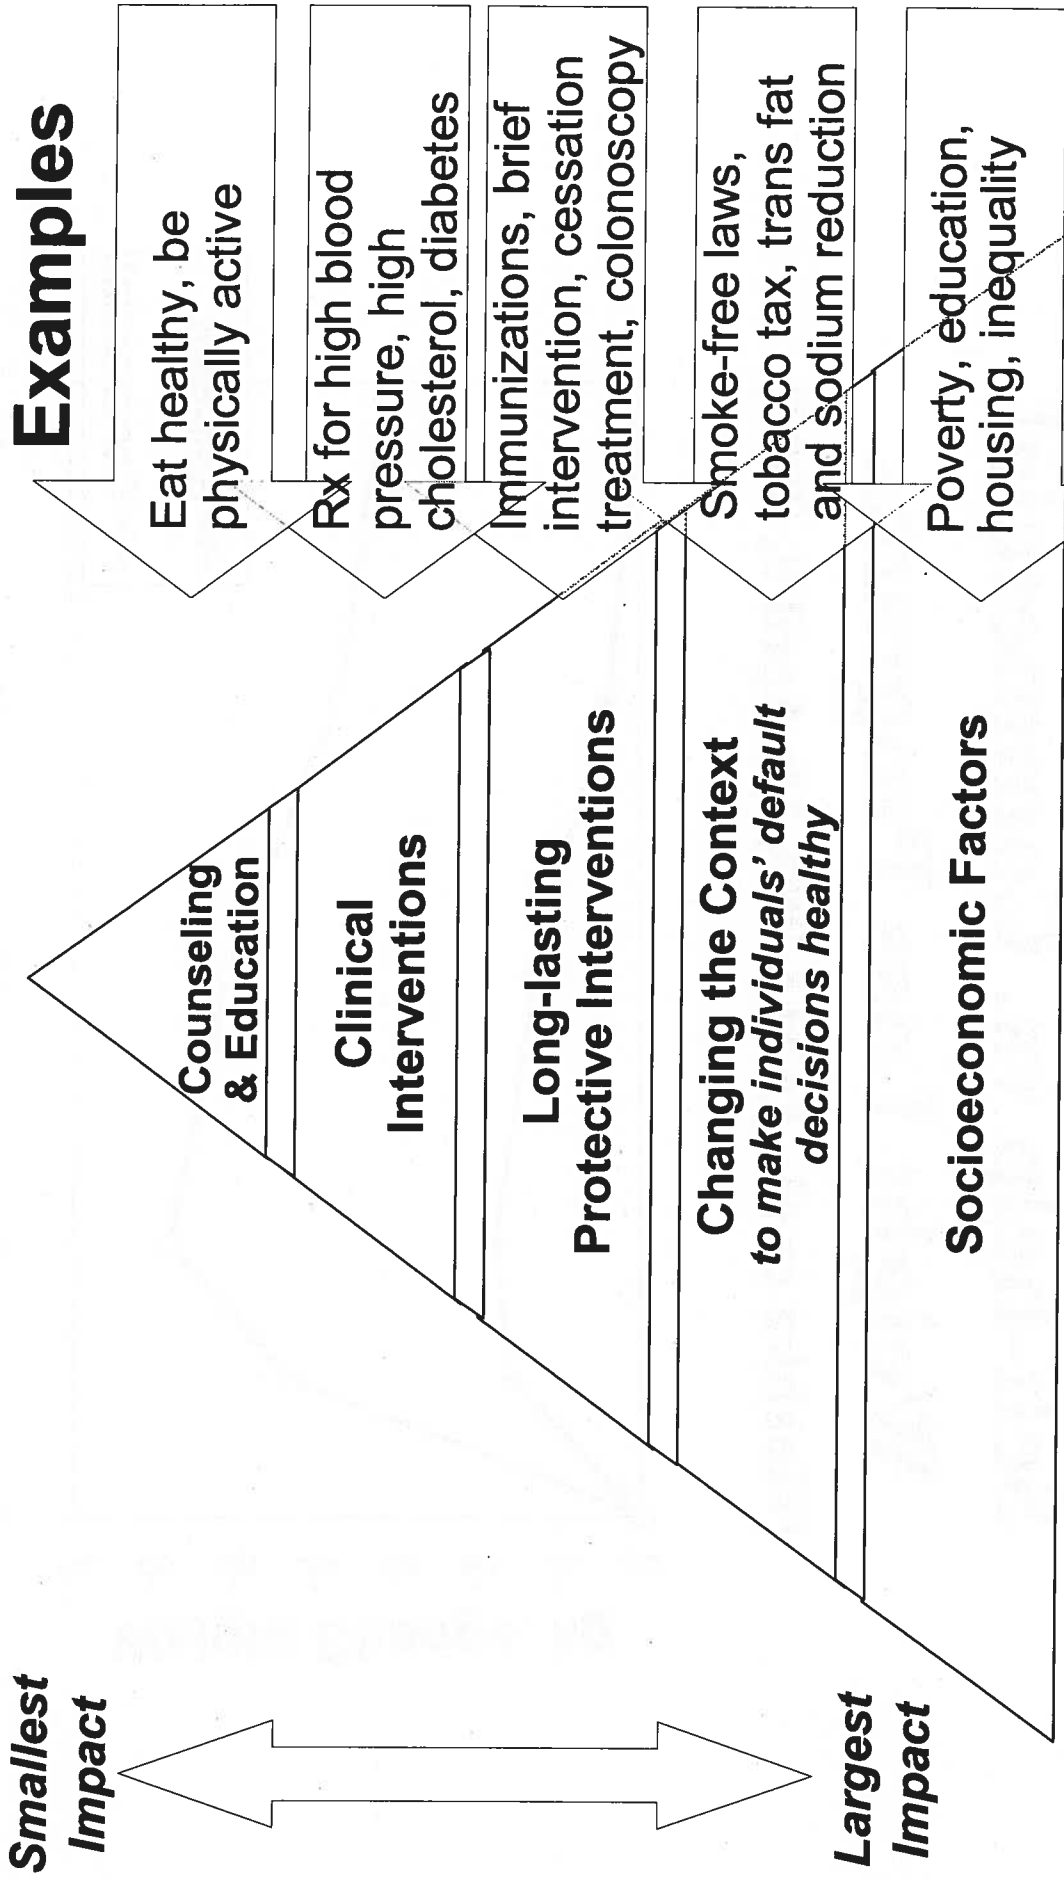 Smallest
Impact
Largest
Impact
Counseling
& Education
Clinical
Interventions
Long-lasting
Protective Interventions
Changing the Context
to make individuals' default
decisions healthy
Socioeconomic Factors
Examples
Eat healthy, be
physically active
Rx for high blood
pressure, high
cholesterol, diabetes
Immunizations, brief
intervention, cessation
treatment, colonoscopy
Smoke-free laws,
tobacco tax, trans fat
and sodium reduction
Poverty, education,
housing, inequality